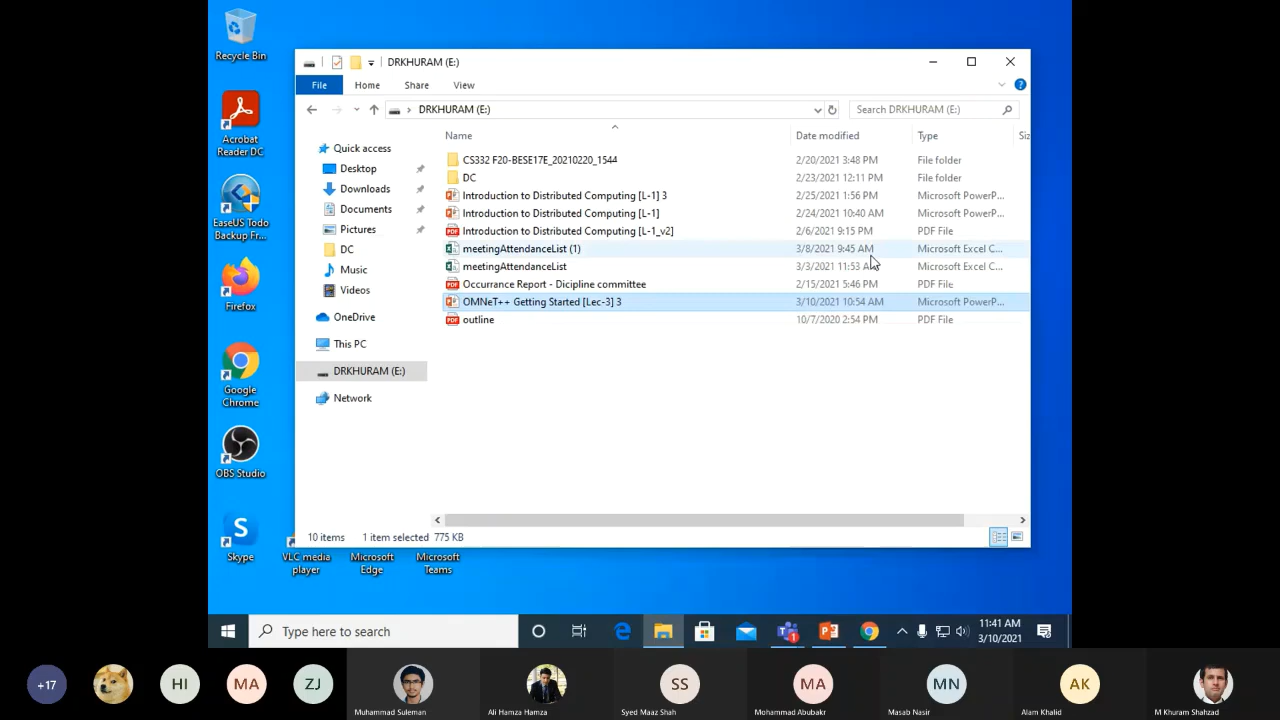 Recycle Bin
Acrobat
Reader DC
EaseUS Todo
Backup Fr...
Firefox
Google
Chrome
OBS Studio
Skype
VLC media
player
Microsoft
Edge
Microsoft
Teams
DRKHURAM (E:)
File Home Share View
DRKHURAM (E:)
Search DRKHURAM (E:)
Quick access
Desktop
Downloads
Documents
Pictures
DC
Music
Videos
OneDrive
This PC
DRKHURAM (E:)
Network
Name Date modified Type Siz
CS332 F20-BESE17E_20210220_1544 2/20/2021 3:48 PM File folder
DC 2/23/2021 12:11 PM File folder
Introduction to Distributed Computing [L-1] 3 2/25/2021 1:56 PM Microsoft PowerP...
Introduction to Distributed Computing [L-1] 2/24/2021 10:40 AM Microsoft PowerP...
Introduction to Distributed Computing [L-1_v2] 2/6/2021 9:15 PM PDF File
meetingAttendanceList (1) 3/8/2021 9:45 AM Microsoft Excel C...
meetingAttendanceList 3/3/2021 11:53 AM Microsoft Excel C...
Occurrance Report - Dicipline committee 2/15/2021 5:46 PM PDF File
OMNeT++ Getting Started [Lec-3] 3 3/10/2021 10:54 AM Microsoft PowerP...
outline 10/7/2020 2:54 PM PDF File
10 items 1 item selected 775 KB
Type here to search
11:41 AM
3/10/2021
+17 HI MA ZJ SS MA MN AK
Muhammad Suleman Ali Hamza Hamza Syed Maaz Shah Mohammad Abubakr Masab Nasir Alam Khalid M Khuram Shahzad